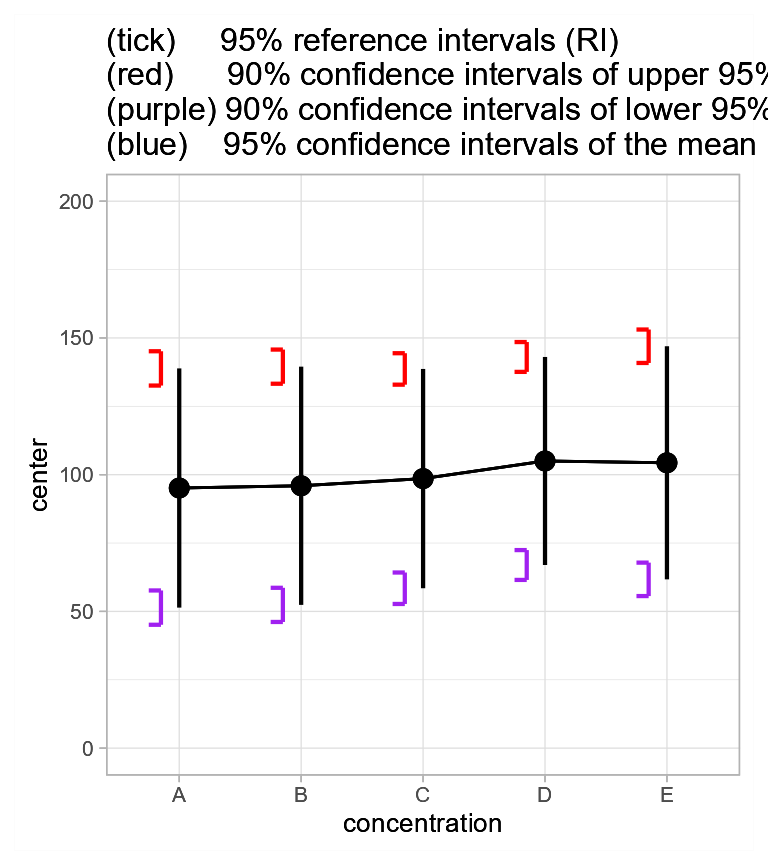 (tick) 95% reference intervals (RI)
(red) 90% confidence intervals of upper 95%
(purple) 90% confidence intervals of lower 95%
(blue) 95% confidence intervals of the mean
200
150
100
50
0
center
A B C D E
concentration